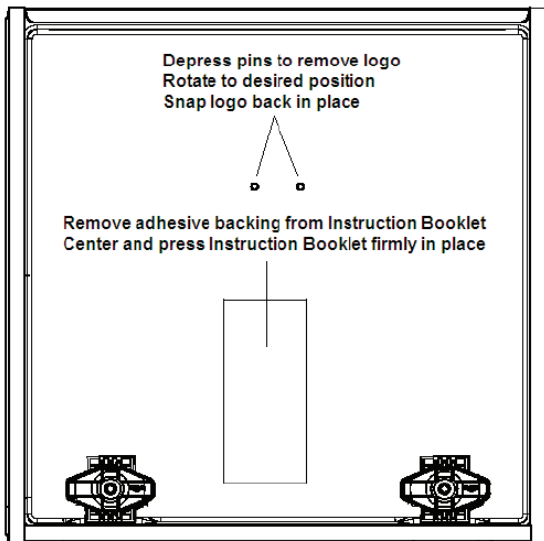 Depress pins to remove logo
Rotate to desired position
Snap logo back in place
Remove adhesive backing from Instruction Booklet
Center and press Instruction Booklet firmly in place